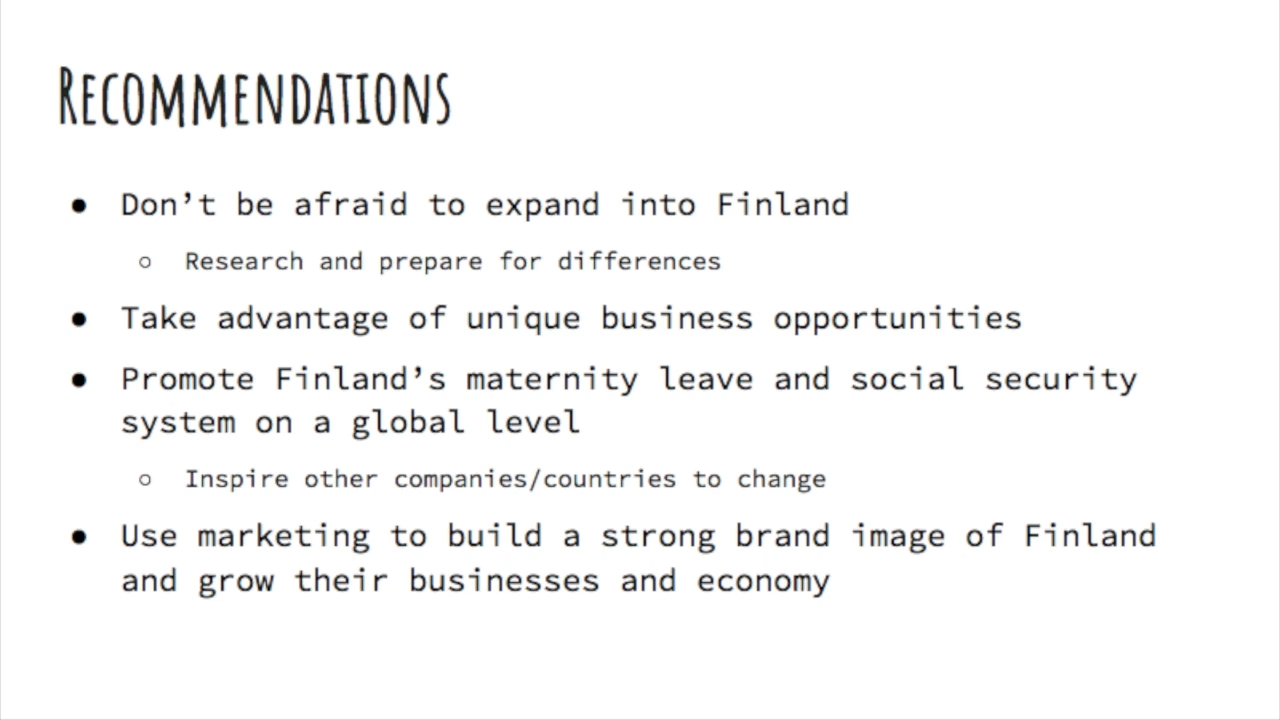 Recommendations
● Don’t be afraid to expand into Finland
○ Research and prepare for differences
● Take advantage of unique business opportunities
● Promote Finland’s maternity leave and social security
system on a global level
○ Inspire other companies/countries to change
● Use marketing to build a strong brand image of Finland
and grow their businesses and economy